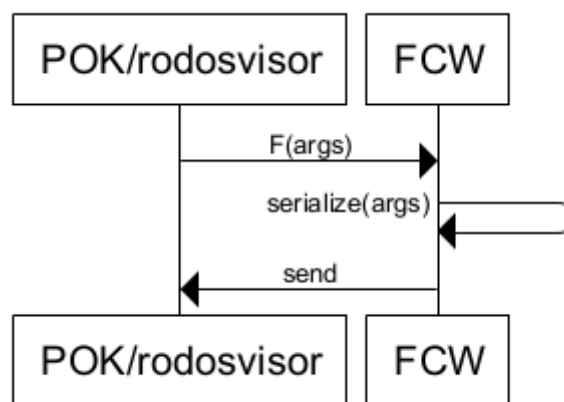 POK/rodosvisor FCW
F(args)
serialize(args)
send
POK/rodosvisor FCW